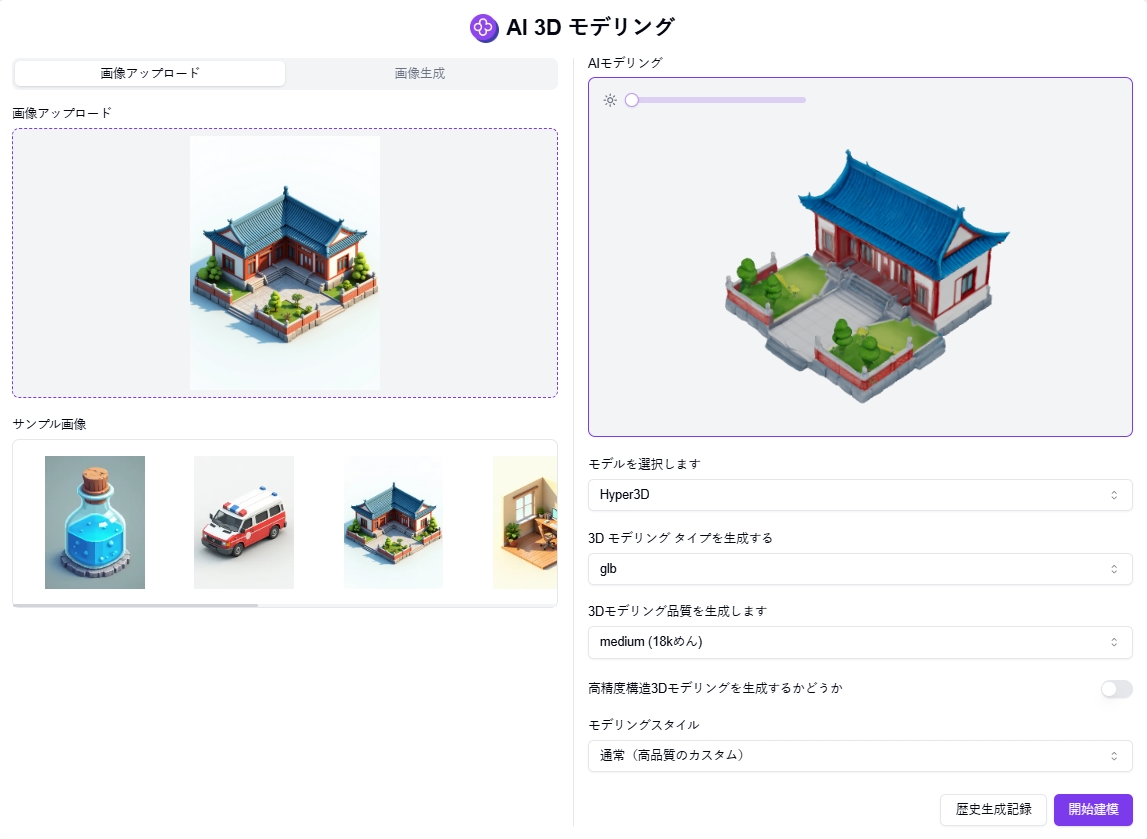 AI 3D モデリング
画像アップロード
画像生成
画像アップロード
サンプル画像
AIモデリング
モデルを選択します
Hyper3D
3D モデリング タイプを生成する
glb
3Dモデリング品質を生成します
medium (18kめん)
高精度構造3Dモデリングを生成するかどうか
モデリングスタイル
通常（高品質のカスタム）
歴史生成記録
開始建模